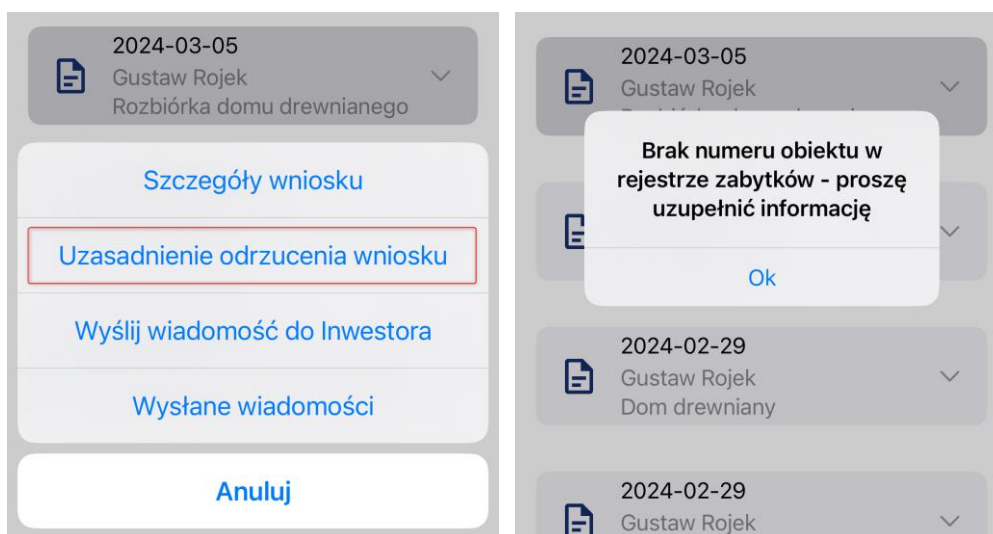 2024-03-05
Gustaw Rojek
Rozbiórka domu drewnianego
Szczegóły wniosku
Uzasadnienie odrzucenia wniosku
Wyślij wiadomość do Inwestora
Wysłane wiadomości
Anuluj
2024-03-05
Gustaw Rojek
Brak numeru obiektu w
rejestrze zabytków - proszę
uzupełnić informację
Ok
2024-02-29
Gustaw Rojek
Dom drewniany
2024-02-29
Gustaw Rojek